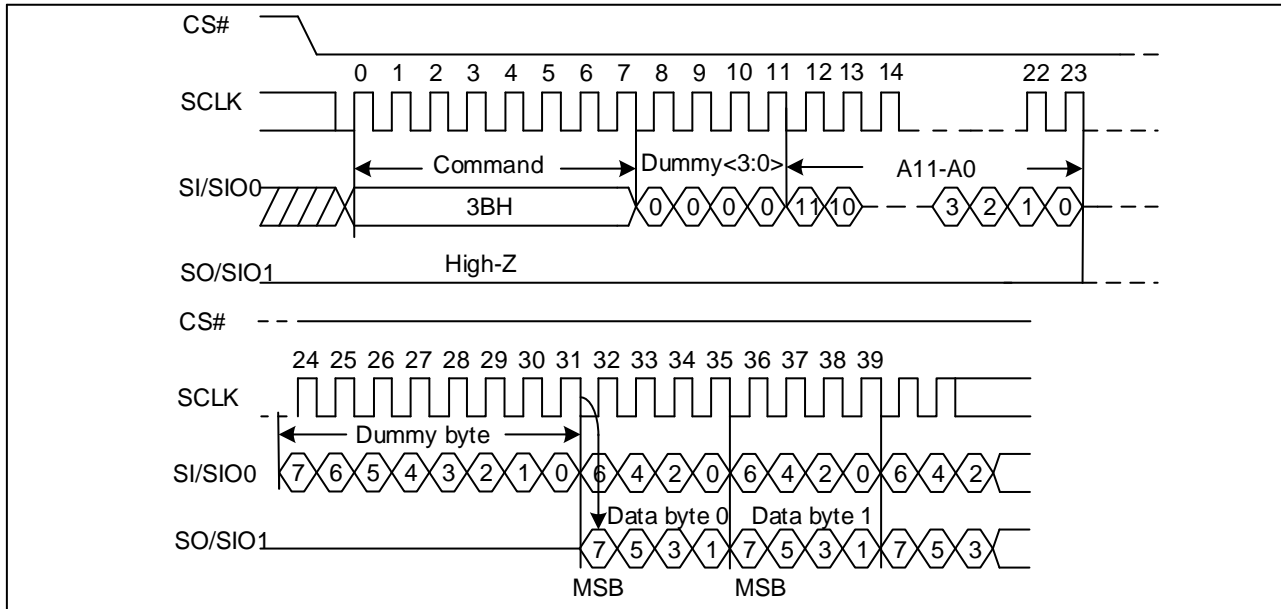 CS#
0 1 2 3 4 5 6 7 8 9 10 11 12 13 14 22 23
SCLK
Command Dummy<3:0> A11-A0
SI/SIO0
3BH 0 0 0 0 11 10 3 2 1 0
High-Z
SO/SIO1
CS#
24 25 26 27 28 29 30 31 32 33 34 35 36 37 38 39
SCLK
Dummy byte
SI/SIO0 7 6 5 4 3 2 1 0 6 4 2 0 6 4 2 0 6 4 2
Data byte 0 Data byte 1
SO/SIO1 7 5 3 1 7 5 3 1 7 5 3
MSB MSB